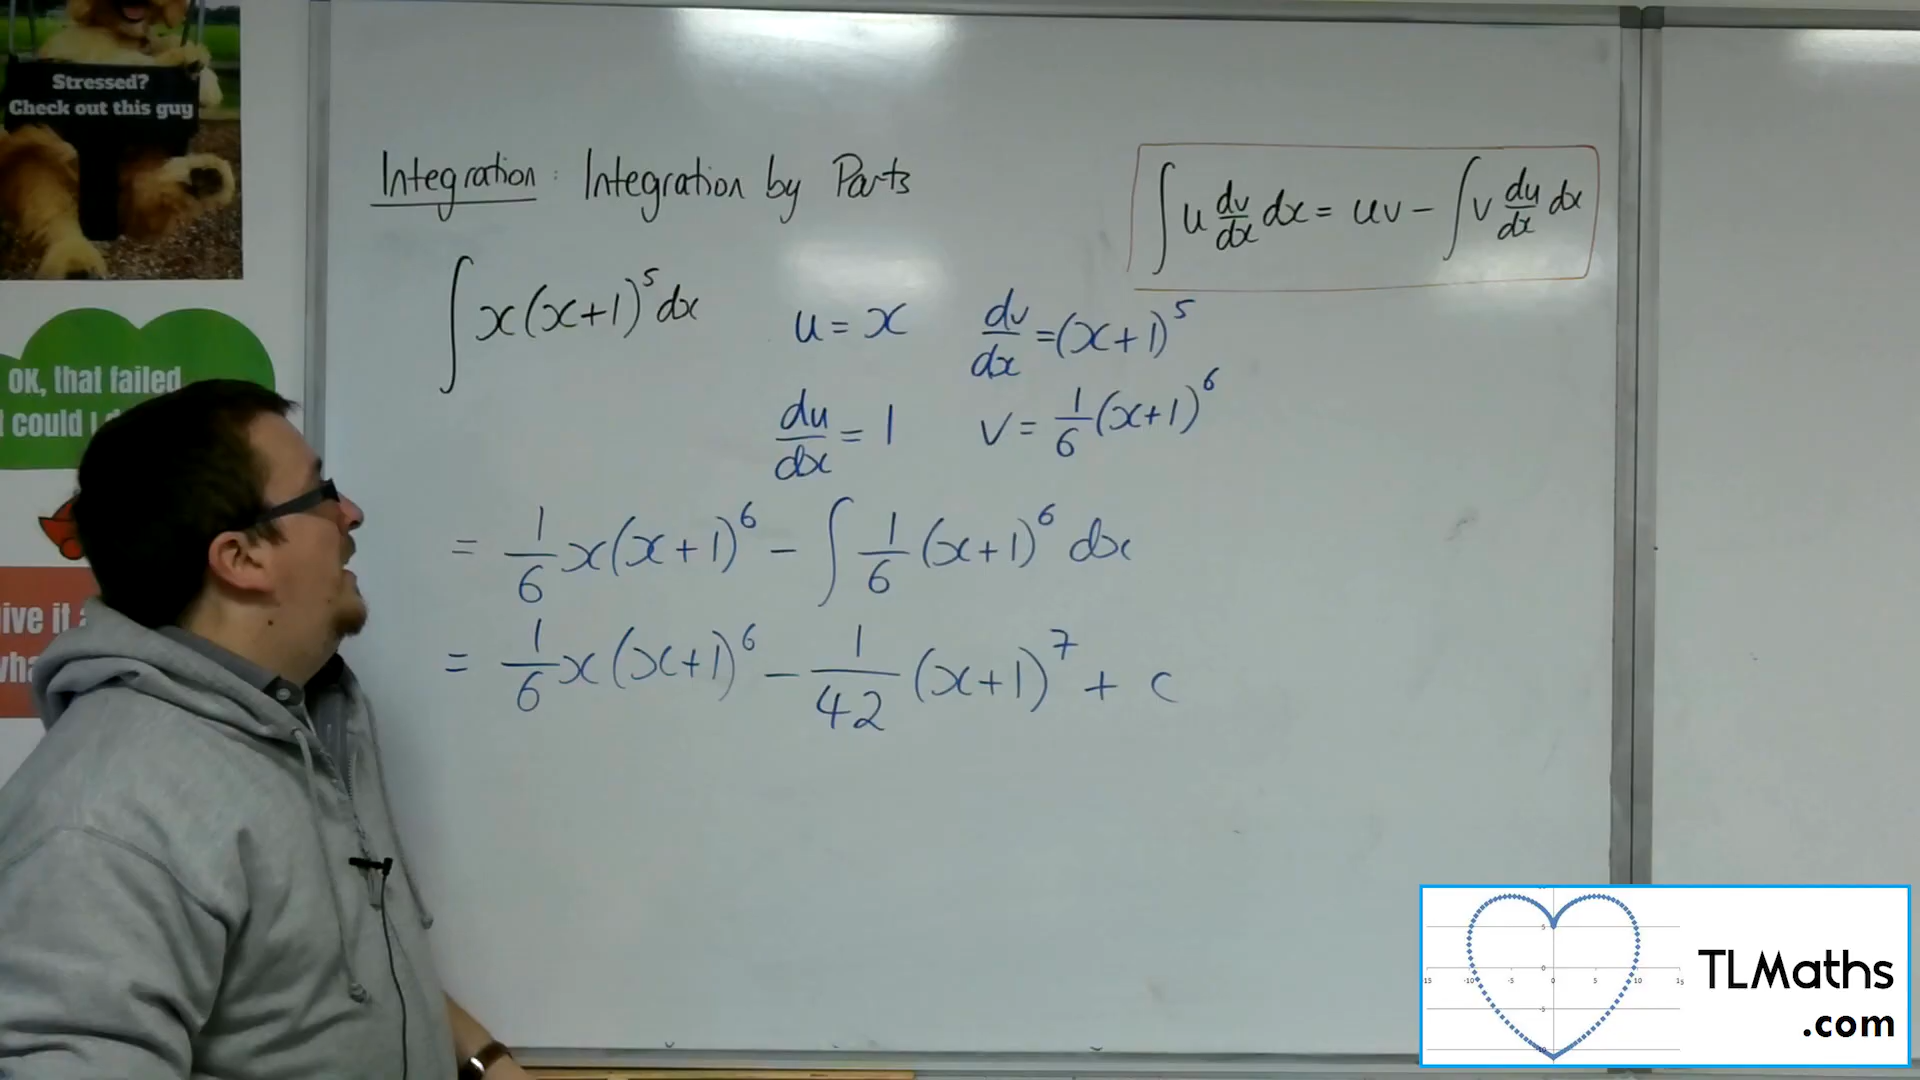 Stressed?
Check out this guy
OK, that failed
could I
Integration : Integration by Parts
∫ u dv/dx dx = uv − ∫ v du/dx dx
∫ x(x+1)^5 dx
u = x
dv/dx = (x+1)^5
du/dx = 1
v = 1/6 (x+1)^6
= 1/6 x(x+1)^6 − ∫ 1/6 (x+1)^6 dx
= 1/6 x(x+1)^6 − 1/42 (x+1)^7 + c
TLMaths
.com